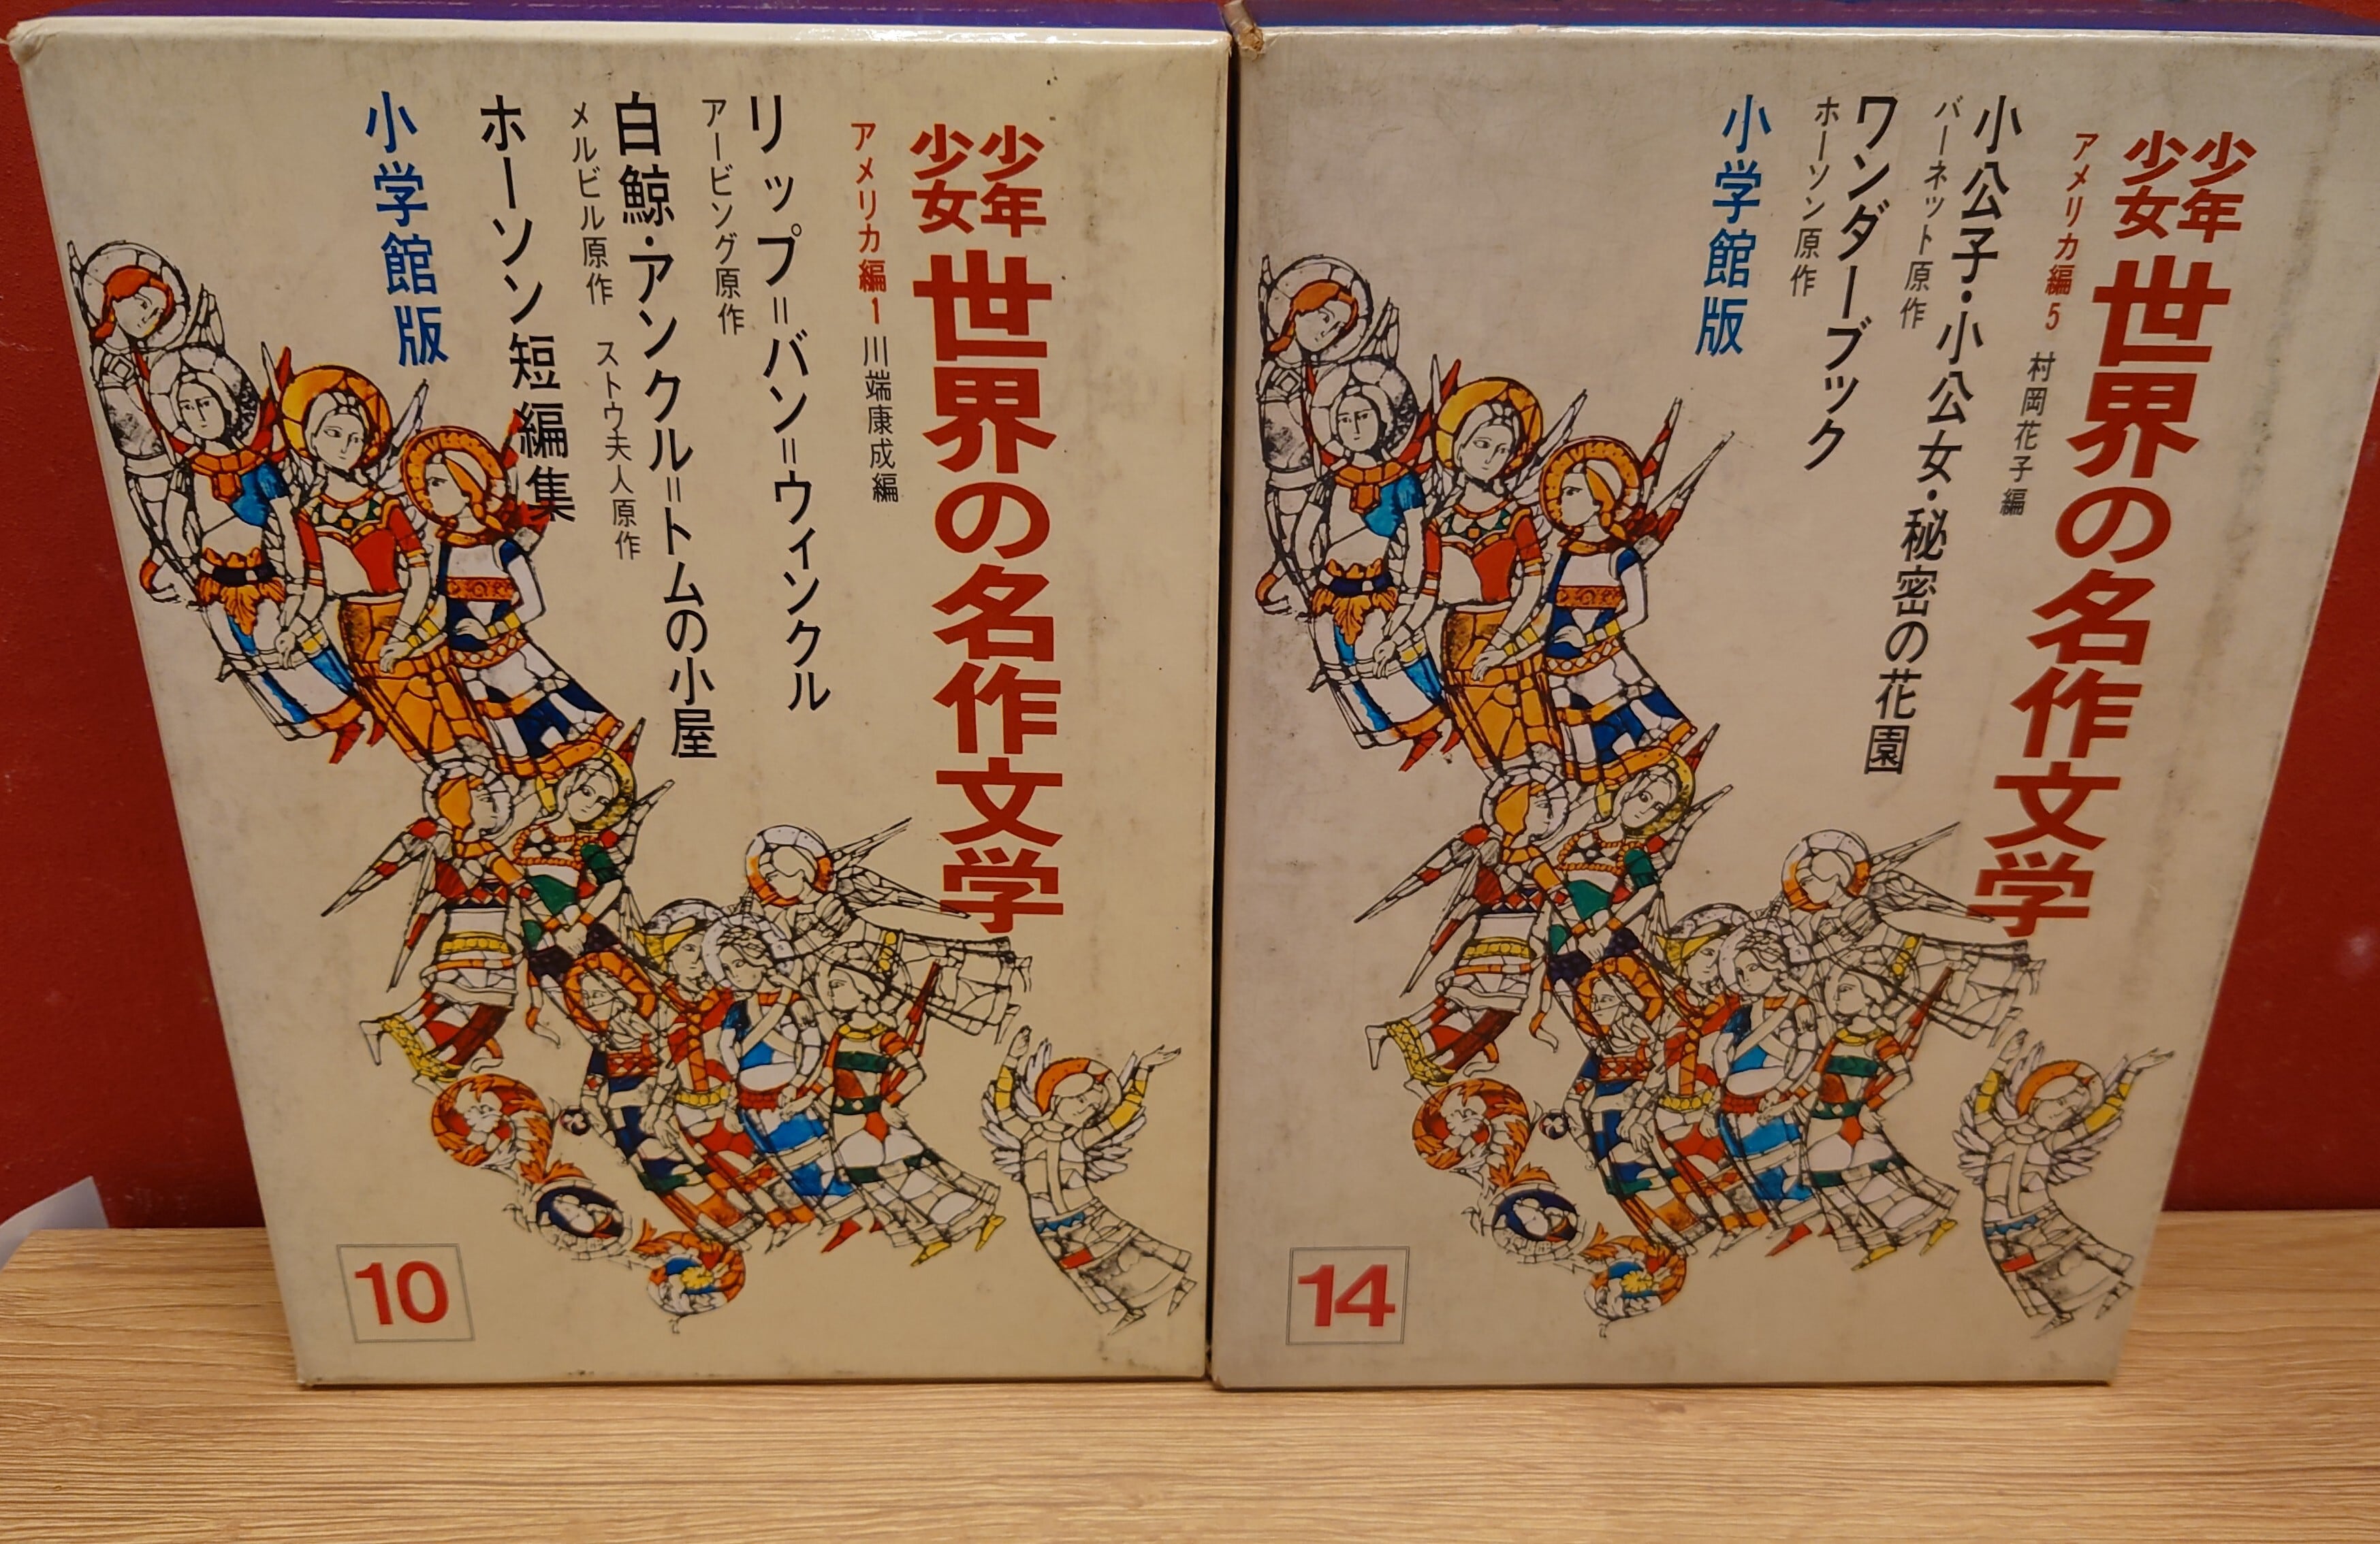 少年少女世界の名作文学
アメリカ編1 川端康成編
リップ=バン=ウィンクル
アービング原作
白鯨・アンクル=トムの小屋
メルビル原作 ストウ夫人原作
ホーソン短編集
小学館版
10
少年少女世界の名作文学
アメリカ編5 村岡花子編
小公子・小公女・秘密の花園
バーネット原作
ワンダーブック
ホーソン原作
小学館版
14